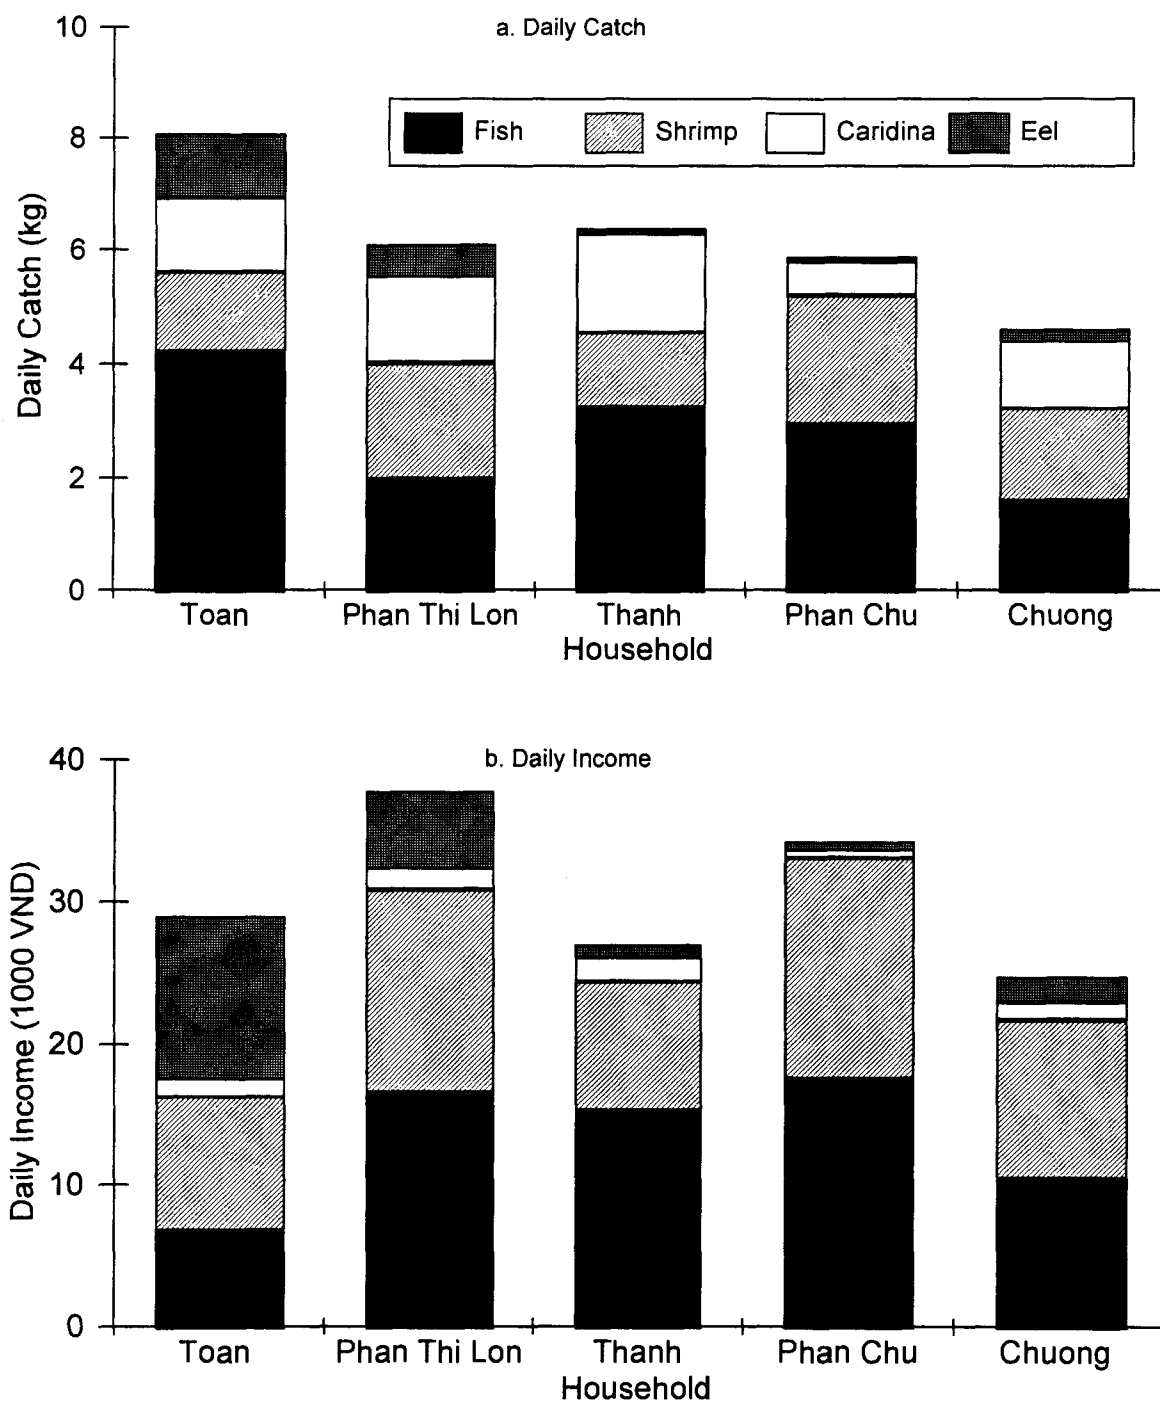 a. Daily Catch
10
8
6
4
2
0
Daily Catch (kg)
Fish Shrimp Caridina Eel
Toan Phan Thi Lon Thanh Phan Chu Chuong
Household
b. Daily Income
40
30
20
10
0
Daily Income (1000 VND)
Toan Phan Thi Lon Thanh Phan Chu Chuong
Household